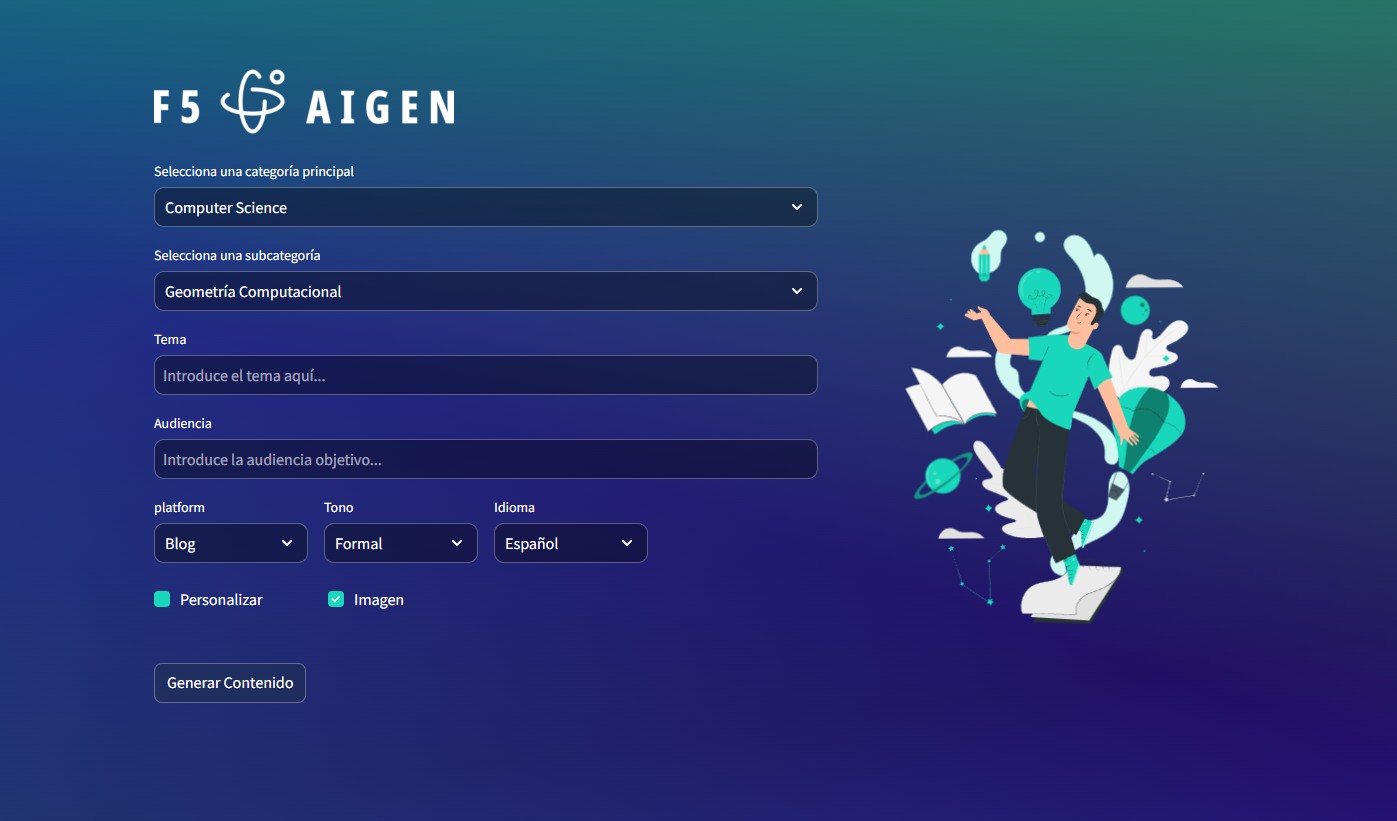 F5 AIGEN
Selecciona una categoría principal
Computer Science
Selecciona una subcategoría
Geometría Computacional
Tema
Introduce el tema aquí...
Audiencia
Introduce la audiencia objetivo...
platform Tono Idioma
Blog Formal Español
Personalizar Imagen
Generar Contenido